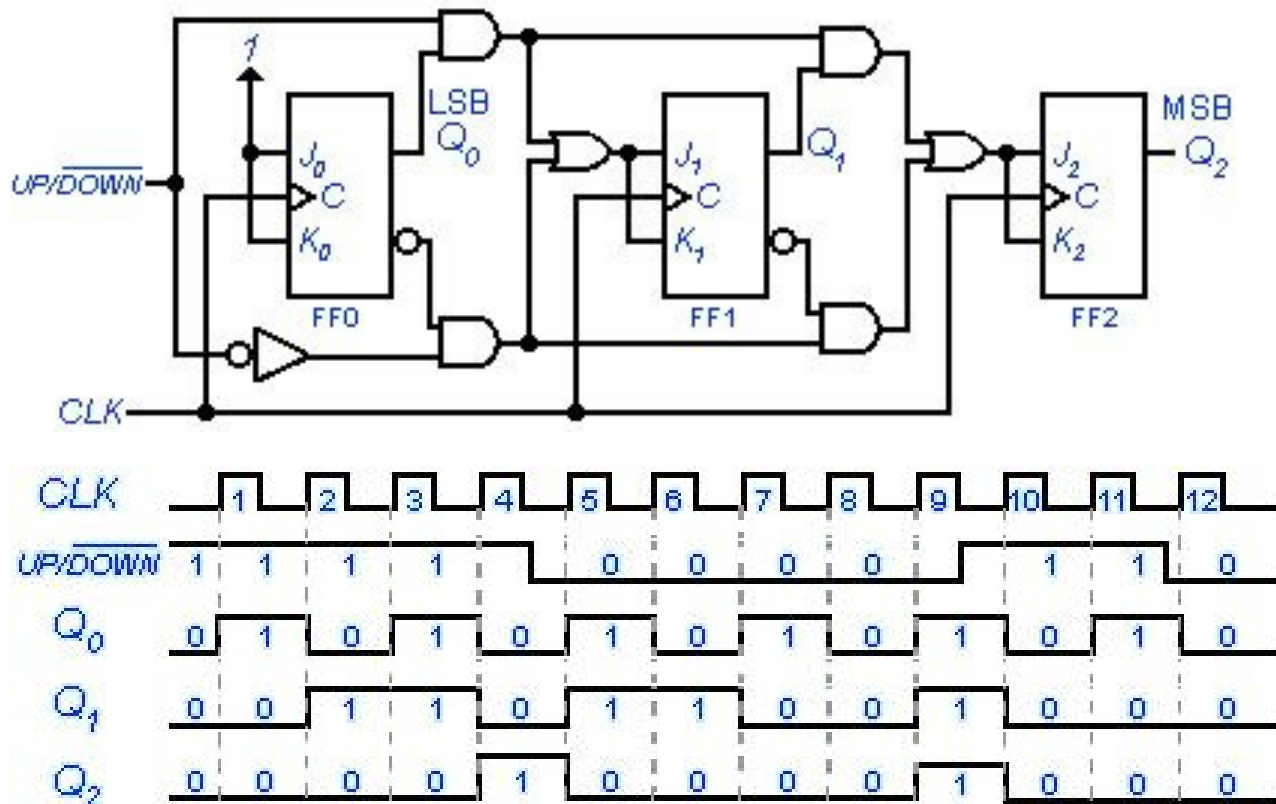 1
LSB
Q0
J0
C
K0
FF0
UP/DOWN
Q1
J1
C
K1
FF1
MSB
Q2
J2
C
K2
FF2
CLK
CLK 1 2 3 4 5 6 7 8 9 10 11 12
UP/DOWN 1 1 1 1 0 0 0 0 1 1 0
Q0 0 1 0 1 0 1 0 1 0 1 0 1 0
Q1 0 0 1 1 0 1 1 0 0 1 0 0 0
Q2 0 0 0 0 1 0 0 0 0 1 0 0 0